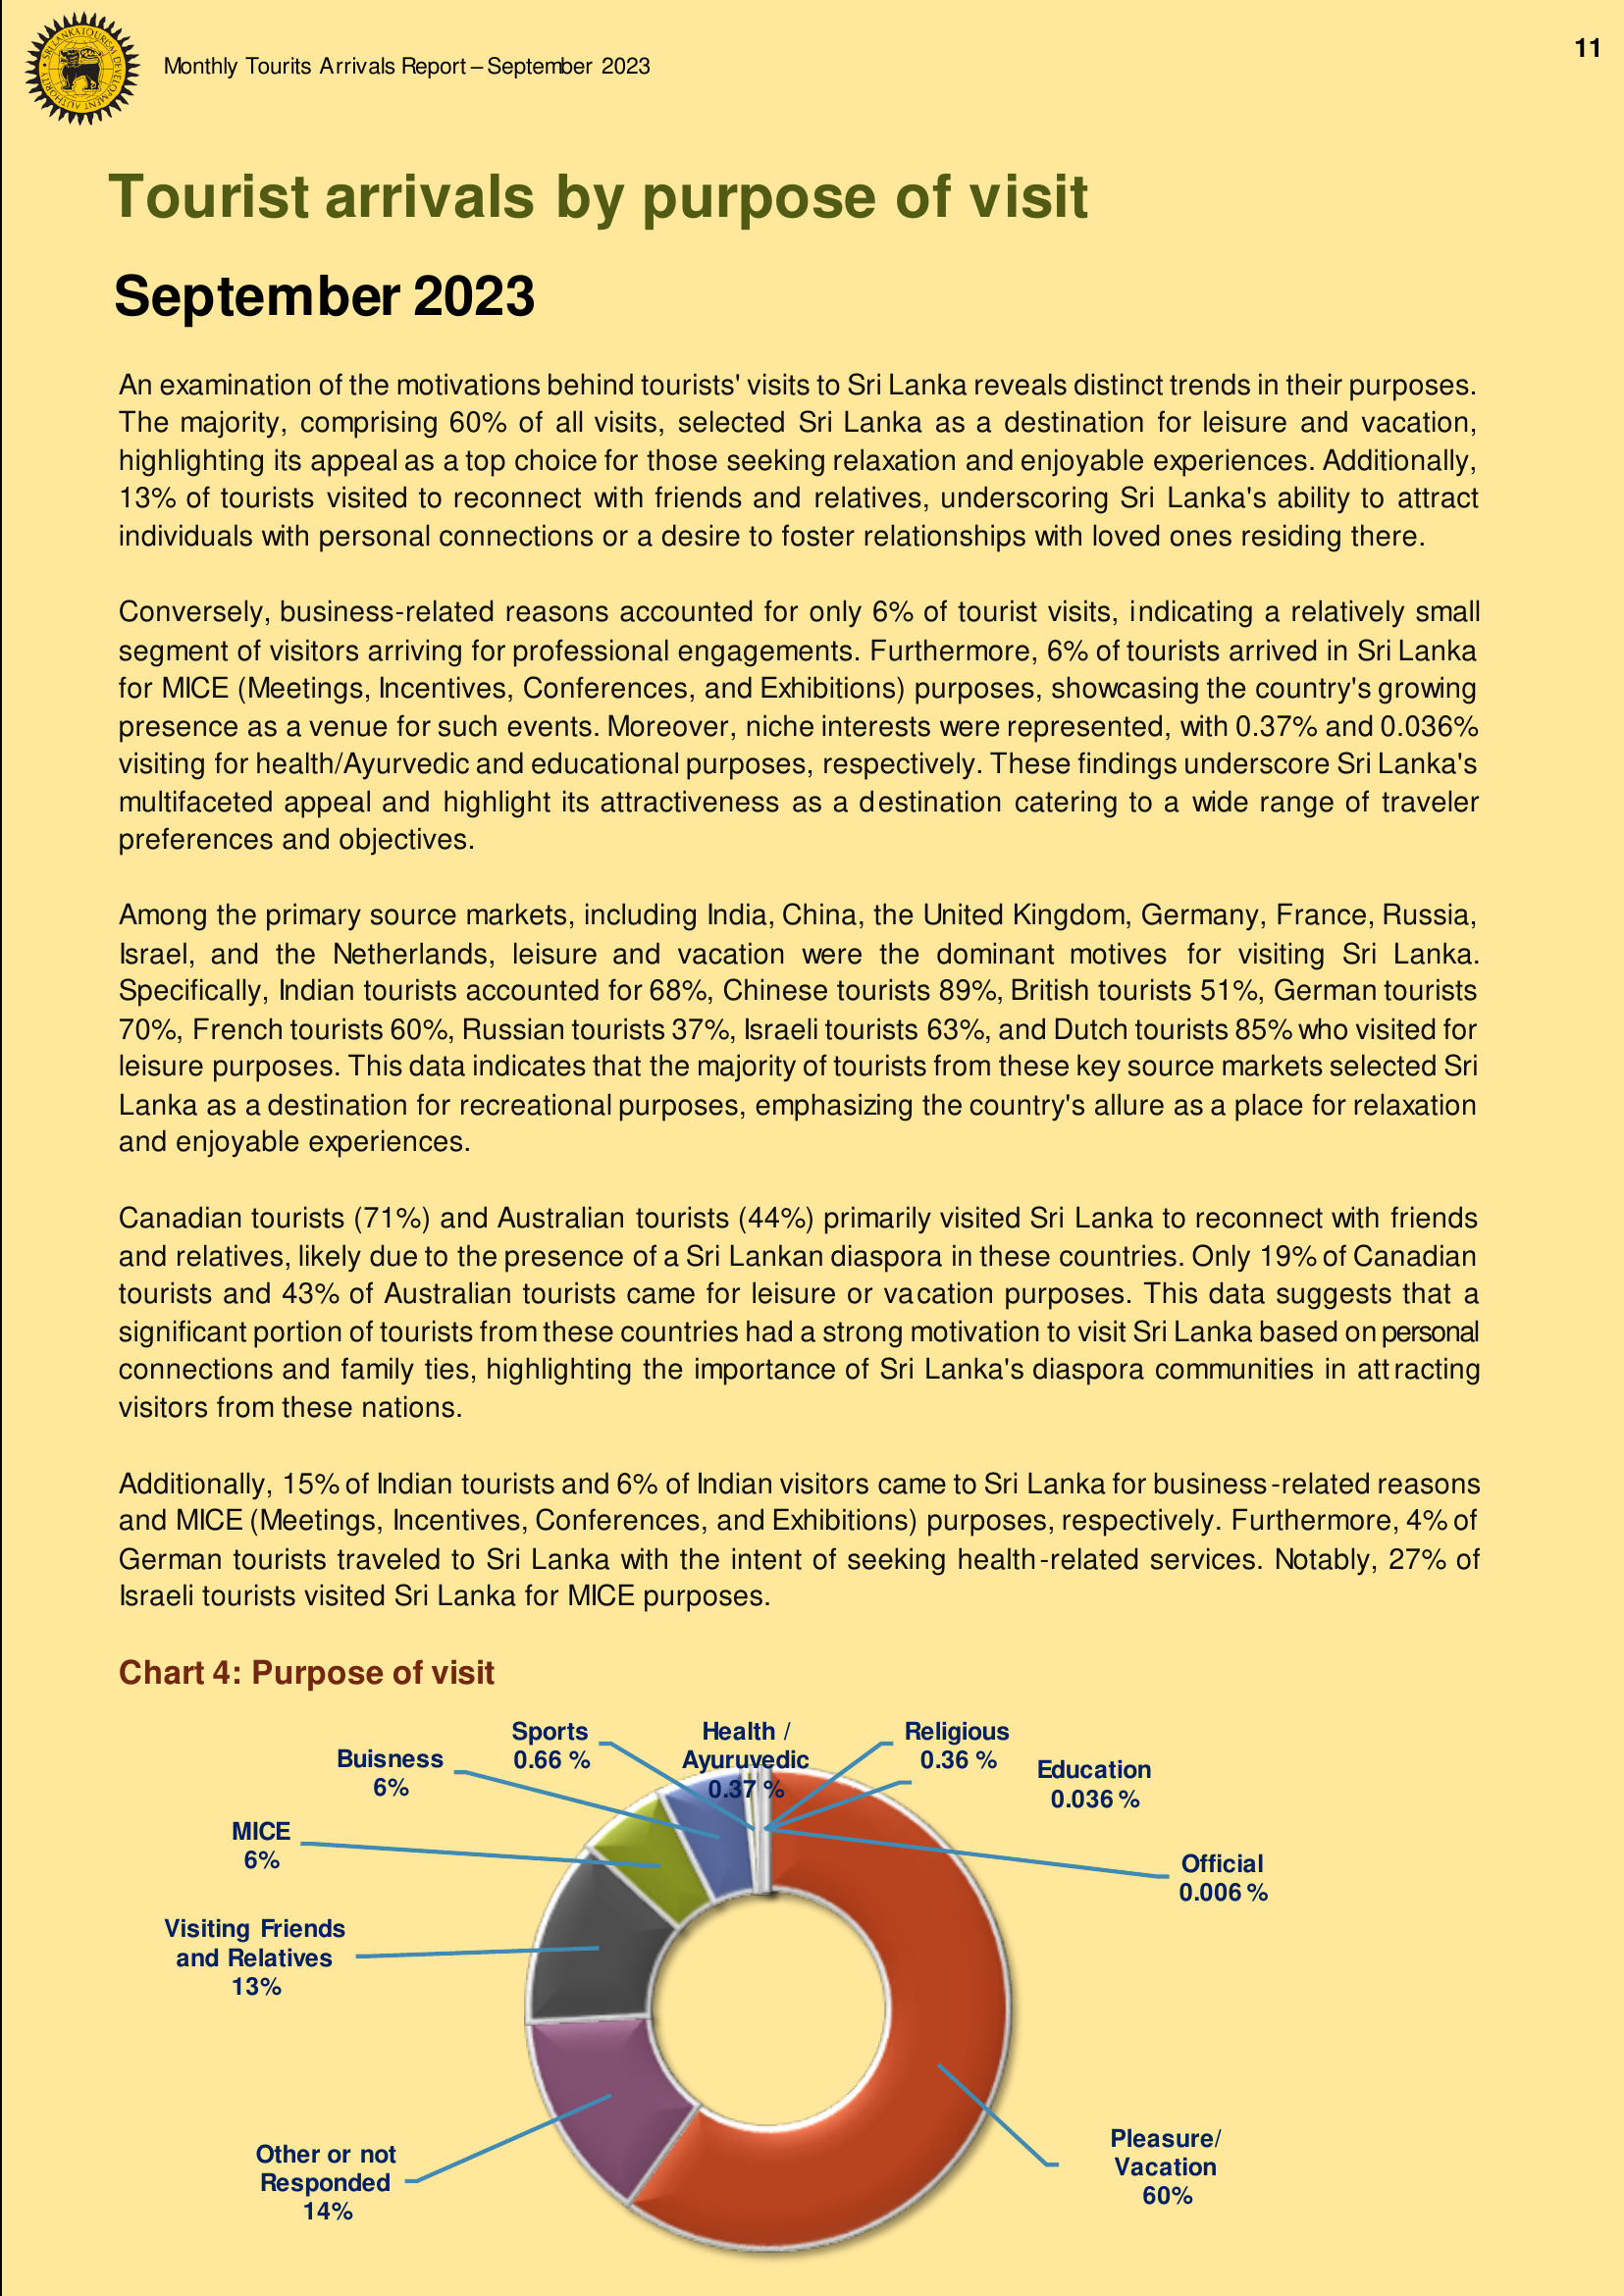 SRI LANKA TOURISM DEVELOPMENT AUTHORITY
Monthly Tourits Arrivals Report – September 2023
11
Tourist arrivals by purpose of visit
September 2023
An examination of the motivations behind tourists' visits to Sri Lanka reveals distinct trends in their purposes.
The majority, comprising 60% of all visits, selected Sri Lanka as a destination for leisure and vacation,
highlighting its appeal as a top choice for those seeking relaxation and enjoyable experiences. Additionally,
13% of tourists visited to reconnect with friends and relatives, underscoring Sri Lanka's ability to attract
individuals with personal connections or a desire to foster relationships with loved ones residing there.
Conversely, business-related reasons accounted for only 6% of tourist visits, indicating a relatively small
segment of visitors arriving for professional engagements. Furthermore, 6% of tourists arrived in Sri Lanka
for MICE (Meetings, Incentives, Conferences, and Exhibitions) purposes, showcasing the country's growing
presence as a venue for such events. Moreover, niche interests were represented, with 0.37% and 0.036%
visiting for health/Ayurvedic and educational purposes, respectively. These findings underscore Sri Lanka's
multifaceted appeal and highlight its attractiveness as a destination catering to a wide range of traveler
preferences and objectives.
Among the primary source markets, including India, China, the United Kingdom, Germany, France, Russia,
Israel, and the Netherlands, leisure and vacation were the dominant motives for visiting Sri Lanka.
Specifically, Indian tourists accounted for 68%, Chinese tourists 89%, British tourists 51%, German tourists
70%, French tourists 60%, Russian tourists 37%, Israeli tourists 63%, and Dutch tourists 85% who visited for
leisure purposes. This data indicates that the majority of tourists from these key source markets selected Sri
Lanka as a destination for recreational purposes, emphasizing the country's allure as a place for relaxation
and enjoyable experiences.
Canadian tourists (71%) and Australian tourists (44%) primarily visited Sri Lanka to reconnect with friends
and relatives, likely due to the presence of a Sri Lankan diaspora in these countries. Only 19% of Canadian
tourists and 43% of Australian tourists came for leisure or vacation purposes. This data suggests that a
significant portion of tourists from these countries had a strong motivation to visit Sri Lanka based on personal
connections and family ties, highlighting the importance of Sri Lanka's diaspora communities in attracting
visitors from these nations.
Additionally, 15% of Indian tourists and 6% of Indian visitors came to Sri Lanka for business-related reasons
and MICE (Meetings, Incentives, Conferences, and Exhibitions) purposes, respectively. Furthermore, 4% of
German tourists traveled to Sri Lanka with the intent of seeking health-related services. Notably, 27% of
Israeli tourists visited Sri Lanka for MICE purposes.
Chart 4: Purpose of visit
Sports
0.66 %
Health /
Ayuruvedic
0.37 %
Religious
0.36 %
Buisness
6%
Education
0.036 %
MICE
6%
Official
0.006 %
Visiting Friends
and Relatives
13%
Other or not
Responded
14%
Pleasure/
Vacation
60%